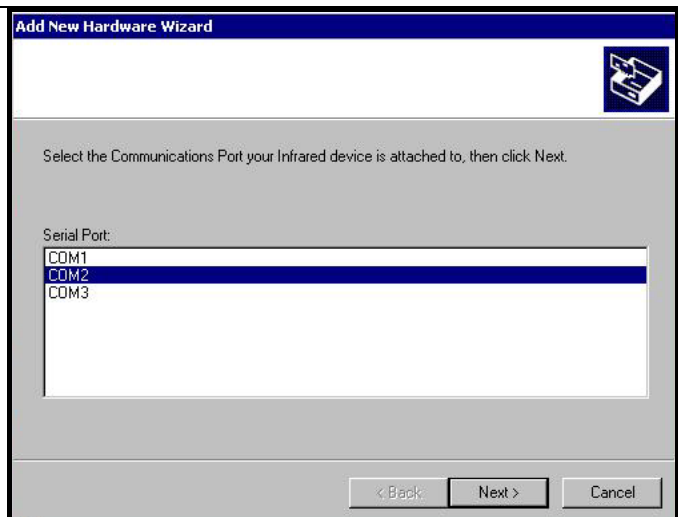 Add New Hardware Wizard
Select the Communications Port your Infrared device is attached to, then click Next.
Serial Port:
COM1
COM2
COM3
< Back
Next >
Cancel